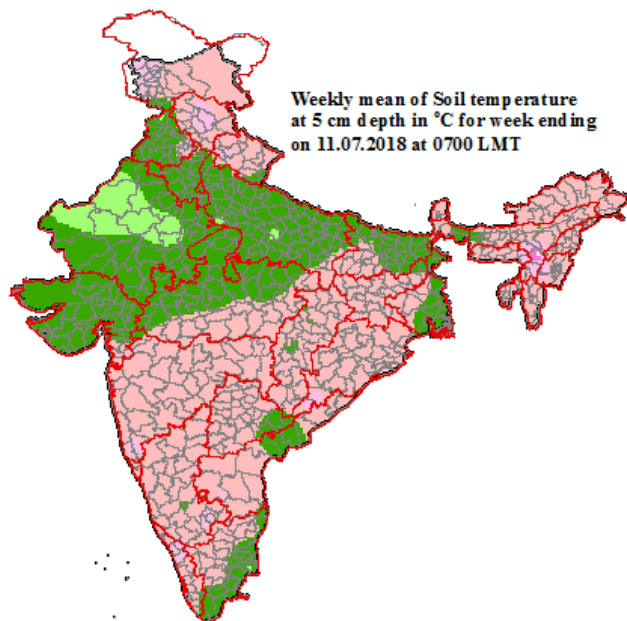 Weekly mean of Soil temperature
at 5 cm depth in °C for week ending
on 11.07.2018 at 0700 LMT